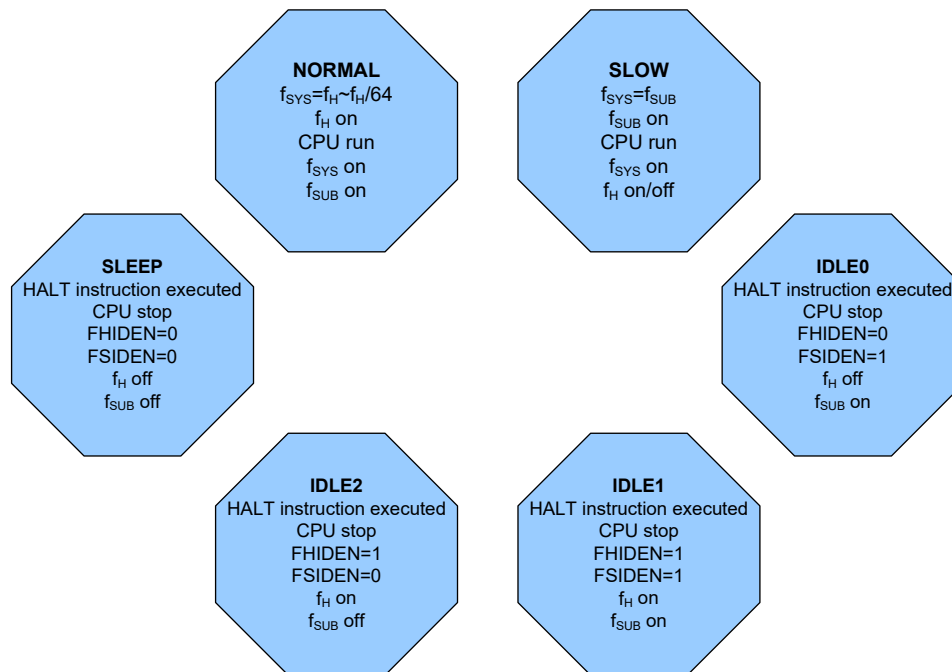 NORMAL
fSYS=fH~fH/64
fH on
CPU run
fSYS on
fSUB on
SLOW
fSYS=fSUB
fSUB on
CPU run
fSYS on
fH on/off
SLEEP
HALT instruction executed
CPU stop
FHIDEN=0
FSIDEN=0
fH off
fSUB off
IDLE0
HALT instruction executed
CPU stop
FHIDEN=0
FSIDEN=1
fH off
fSUB on
IDLE2
HALT instruction executed
CPU stop
FHIDEN=1
FSIDEN=0
fH on
fSUB off
IDLE1
HALT instruction executed
CPU stop
FHIDEN=1
FSIDEN=1
fH on
fSUB on